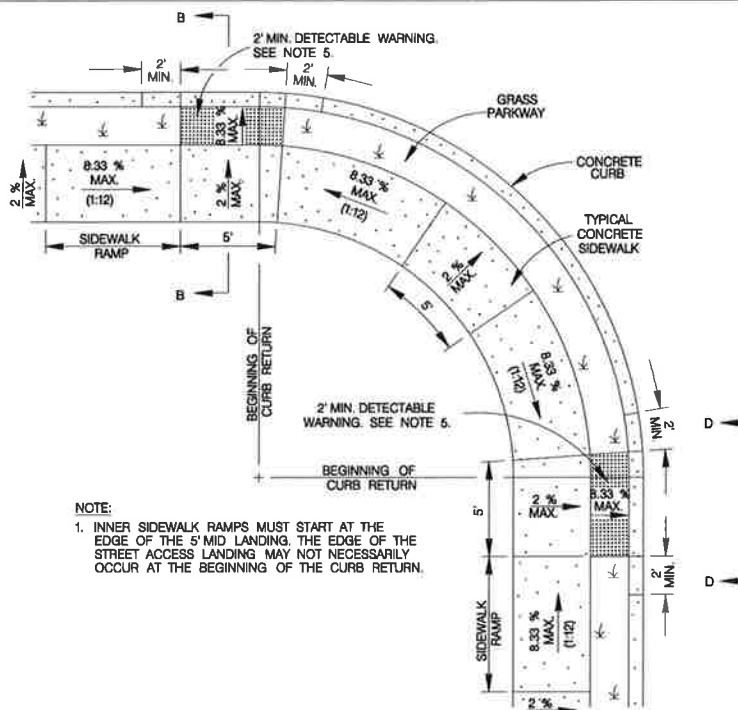 B
2' MIN. DETECTABLE WARNING.
SEE NOTE 5.
2'
MIN.
2'
MIN.
GRASS
PARKWAY
8.33 %
MAX.
CONCRETE
CURB
2 %
MAX.
8.33 %
MAX.
(1:12)
2 %
MAX.
8.33 %
MAX.
(1:12)
TYPICAL
CONCRETE
SIDEWALK
SIDEWALK
RAMP
5'
2 %
MAX.
B
5'
8.33 %
MAX.
(1:12)
BEGINNING OF
CURB RETURN
2' MIN. DETECTABLE
WARNING. SEE NOTE 5.
2'
MIN.
D
BEGINNING OF
CURB RETURN
5'
2 %
MAX.
8.33 %
MAX.
NOTE:
1. INNER SIDEWALK RAMPS MUST START AT THE
EDGE OF THE 5' MID LANDING. THE EDGE OF THE
STREET ACCESS LANDING MAY NOT NECESSARILY
OCCUR AT THE BEGINNING OF THE CURB RETURN.
2'
MIN.
D
SIDEWALK
RAMP
8.33 %
MAX.
(1:12)
2 %